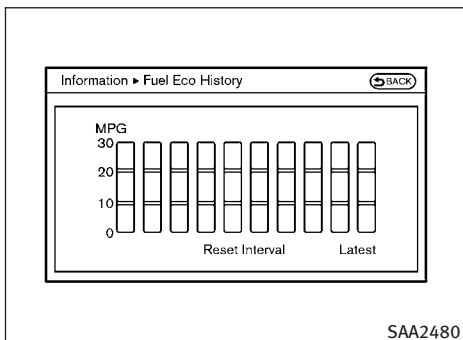 Information ▸ Fuel Eco History
BACK
MPG
30
20
10
0
Reset Interval
Latest
SAA2480